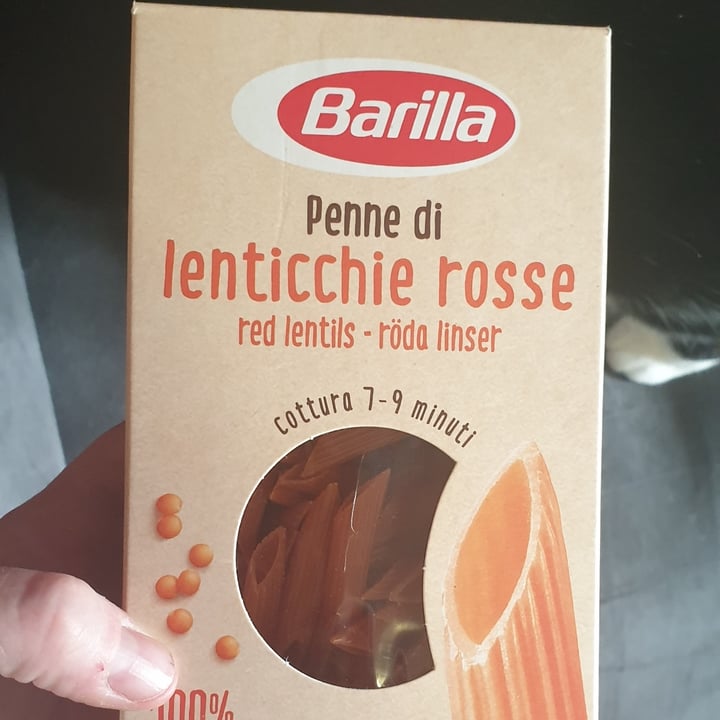 Barilla
Penne di
lenticchie rosse
red lentils - röda linser
cottura 7-9 minuti
100%